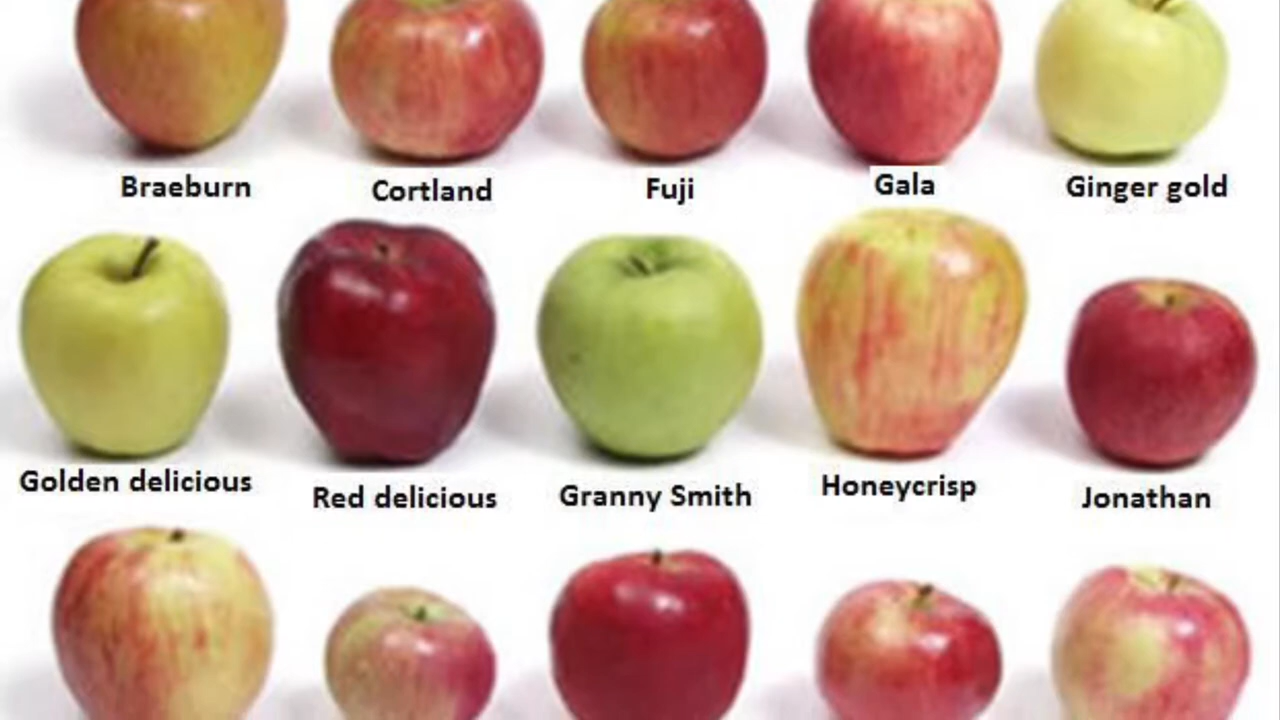 Braeburn
Cortland
Fuji
Gala
Ginger gold
Golden delicious
Red delicious
Granny Smith
Honeycrisp
Jonathan